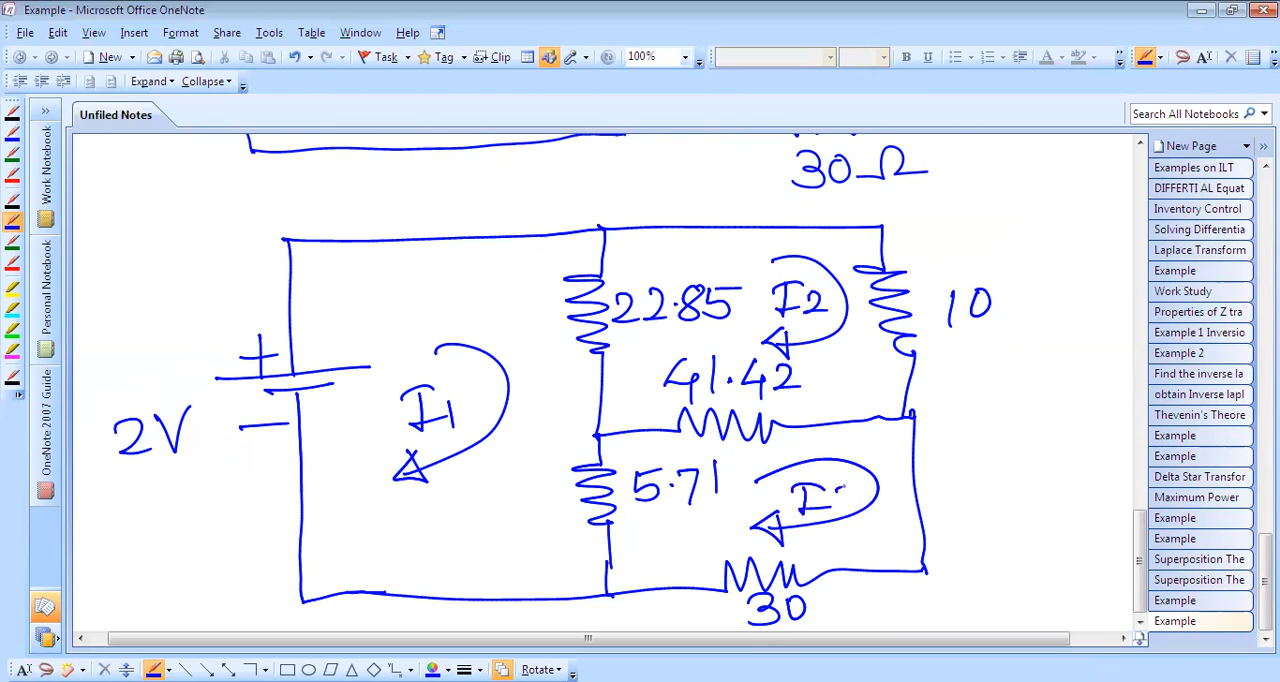 Example - Microsoft Office OneNote
File Edit View Insert Format Share Tools Table Window Help
New Task Tag Clip 100% B U
Expand Collapse
Unfiled Notes
Search All Notebooks
Work Notebook
Personal Notebook
OneNote 2007 Guide
30 Ω
22.85
I2
10
41.42
I1
2V
+
−
5.71
I
30
New Page
Examples on ILT
DIFFERTI AL Equat
Inventory Control
Solving Differentia
Laplace Transform
Example
Work Study
Properties of Z tra
Example 1 Inversio
Example 2
Find the inverse la
obtain Inverse lapl
Thevenin's Theore
Example
Example
Delta Star Transfor
Maximum Power
Example
Example
Superposition The
Superposition The
Example
Example
Rotate